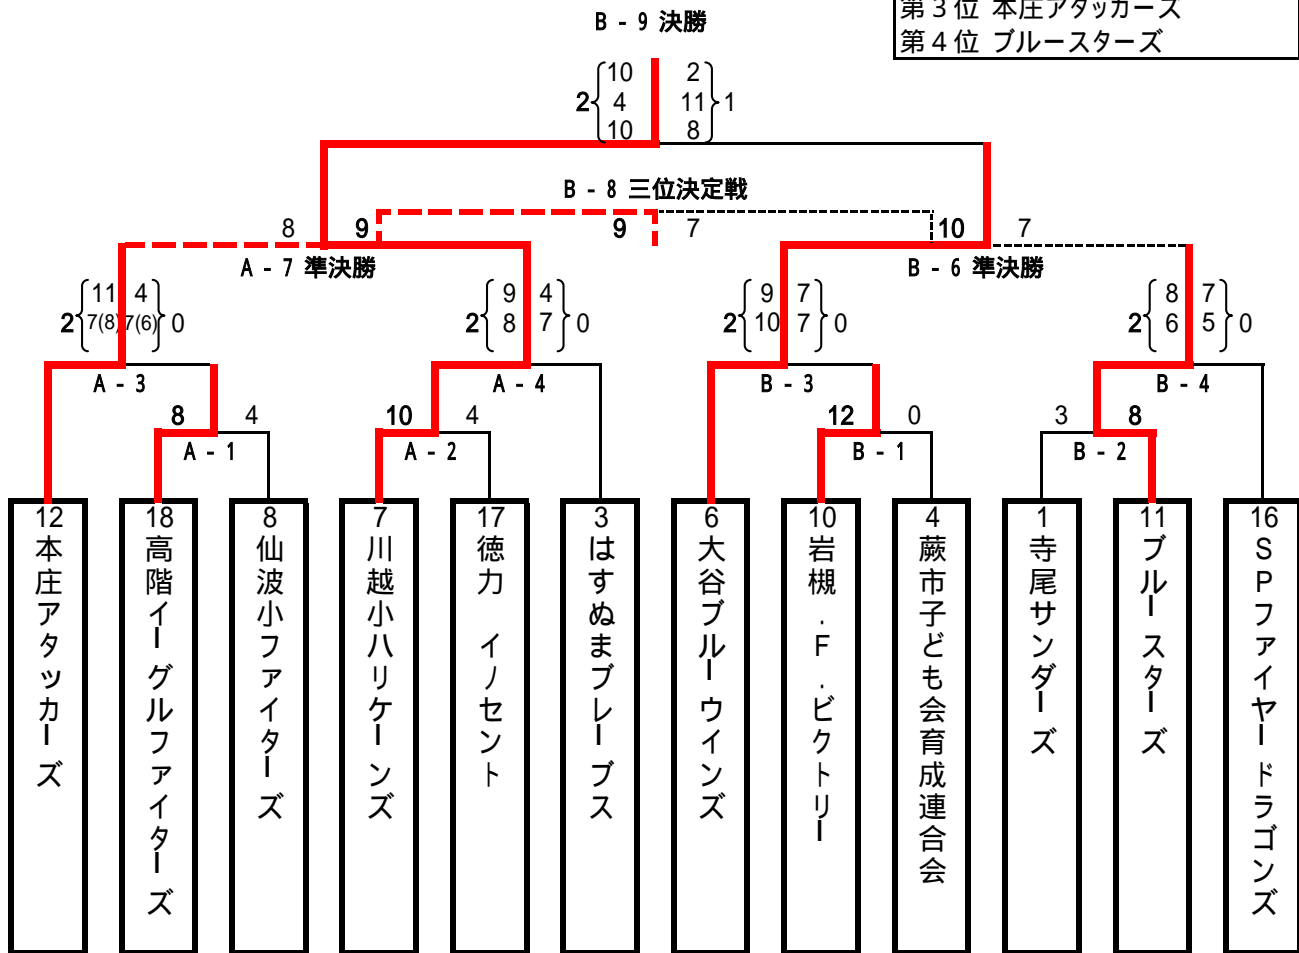 第３位 本庄アタッカーズ
第４位 ブルースターズ
B - 9 決勝
10 2
2 4 11 1
10 8
B - 8 三位決定戦
8 9 9 7 10 7
A - 7 準決勝
B - 6 準決勝
11 4
2 7(8) 7(6) 0
9 4
2 8 7 0
9 7
2 10 7 0
8 7
2 6 5 0
A - 3
A - 4
B - 3
B - 4
8 4
A - 1
10 4
A - 2
12 0
B - 1
3 8
B - 2
12
本庄アタッカーズ
18
高階イーグルファイターズ
8
仙波小ファイターズ
7
川越小ハリケーンズ
17
徳力 イノセント
3
はすぬまブレーブス
6
大谷ブルーウインズ
10
岩槻．Ｆ．ビクトリー
4
蕨市子ども会育成連合会
1
寺尾サンダーズ
11
ブルースターズ
16
ＳＰファイヤードラゴンズ